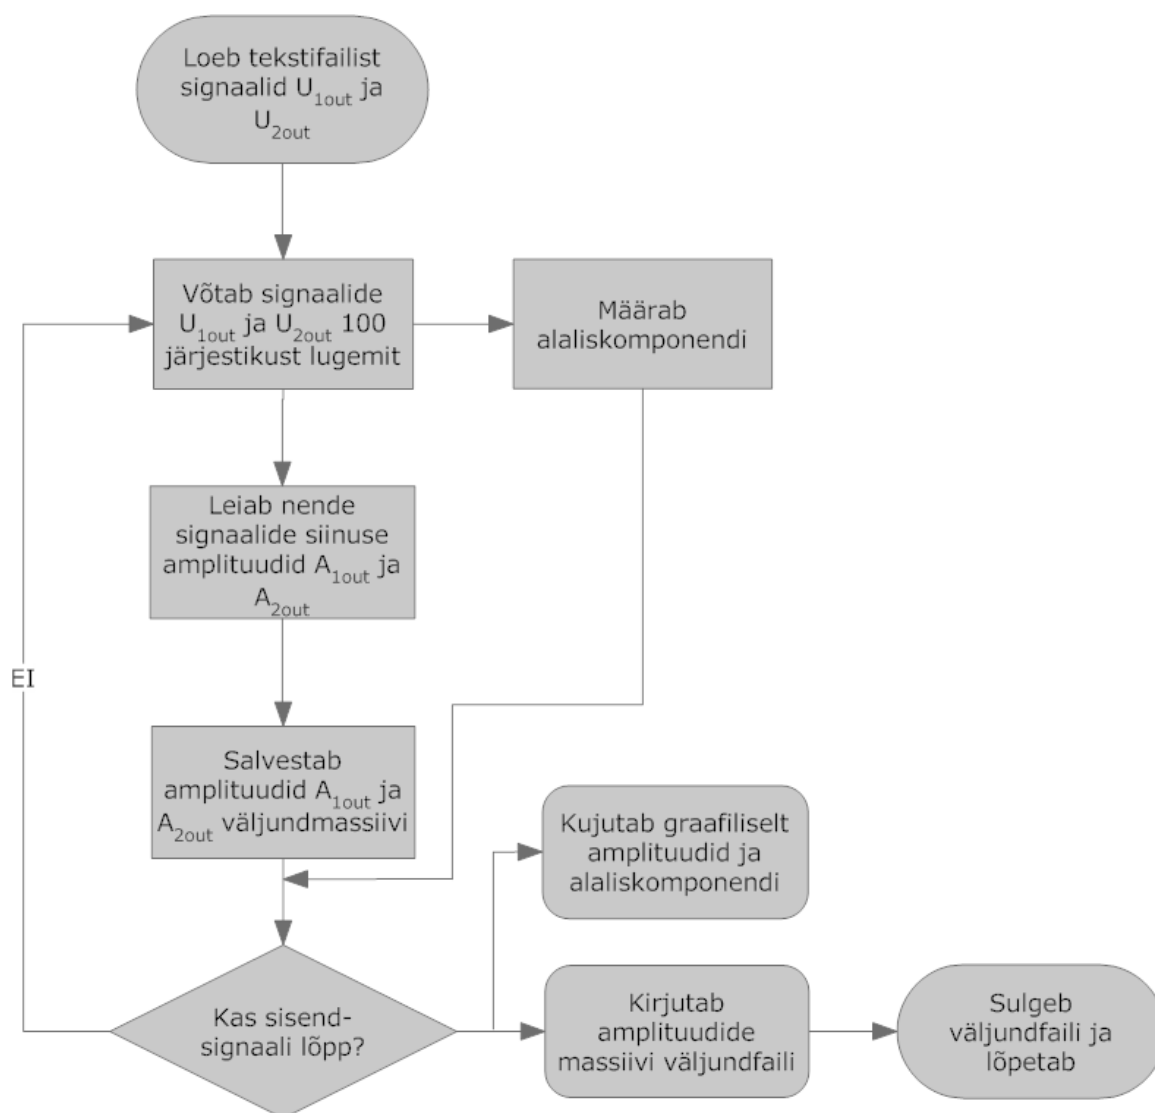 Loeb tekstifailist
signaalid U1out ja
U2out
Võtab signaalide
U1out ja U2out 100
järjestikust lugemit
Määrab
alaliskomponendi
Leiab nende
signaalide siinuse
amplituudid A1out ja
A2out
EI
Salvestab
amplituudid A1out ja
A2out väljundmassiivi
Kujutab graafiliselt
amplituudid ja
alaliskomponendi
Kas sisend-
signaali lõpp?
Kirjutab
amplituudide
massiivi väljundfaili
Sulgeb
väljundfaili ja
lõpetab